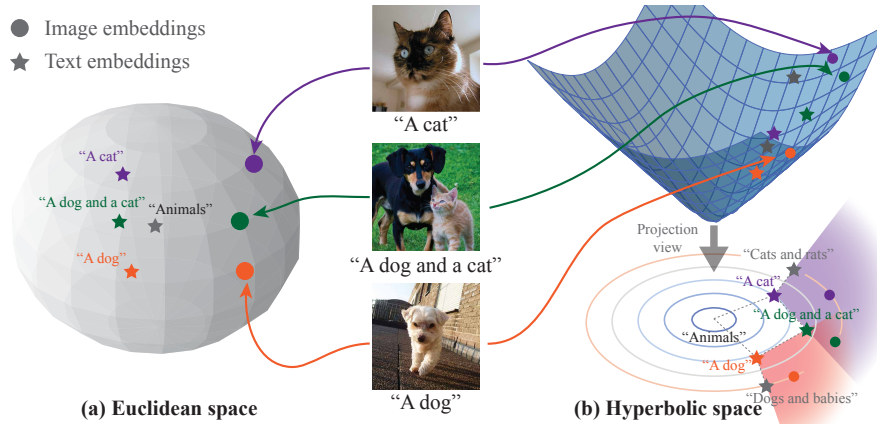 Image embeddings
Text embeddings
“A cat”
“A dog and a cat”
“Animals”
“A dog”
(a) Euclidean space
“A cat”
“A dog and a cat”
“A dog”
Projection
view
“Cats and rats”
“A cat”
“A dog and a cat”
“Animals”
“A dog”
“Dogs and babies”
(b) Hyperbolic space